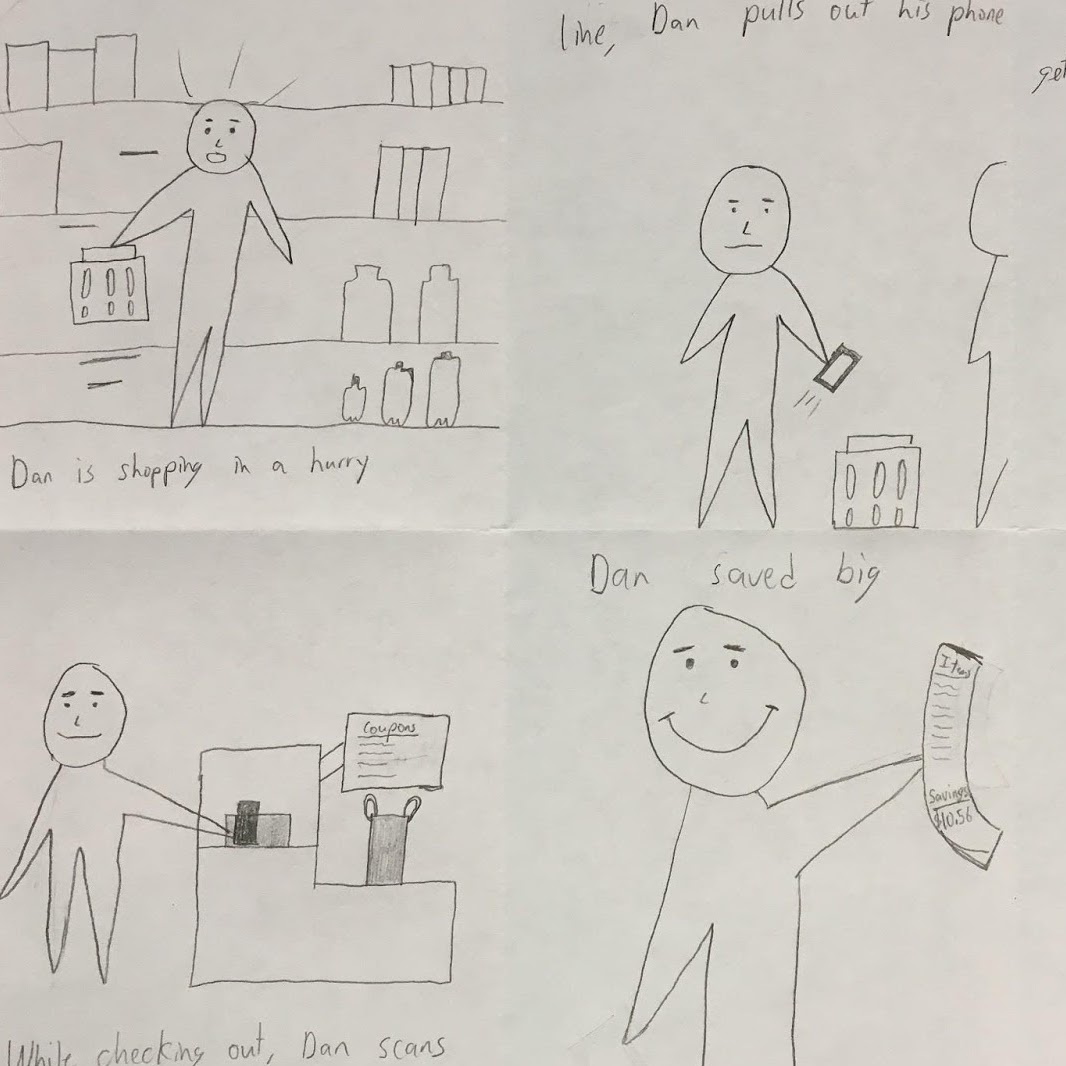 Dan is shopping in a hurry
line, Dan pulls out his phone
get
While checking out, Dan scans
Coupons
Dan saved big
Items
Savings
$10.56